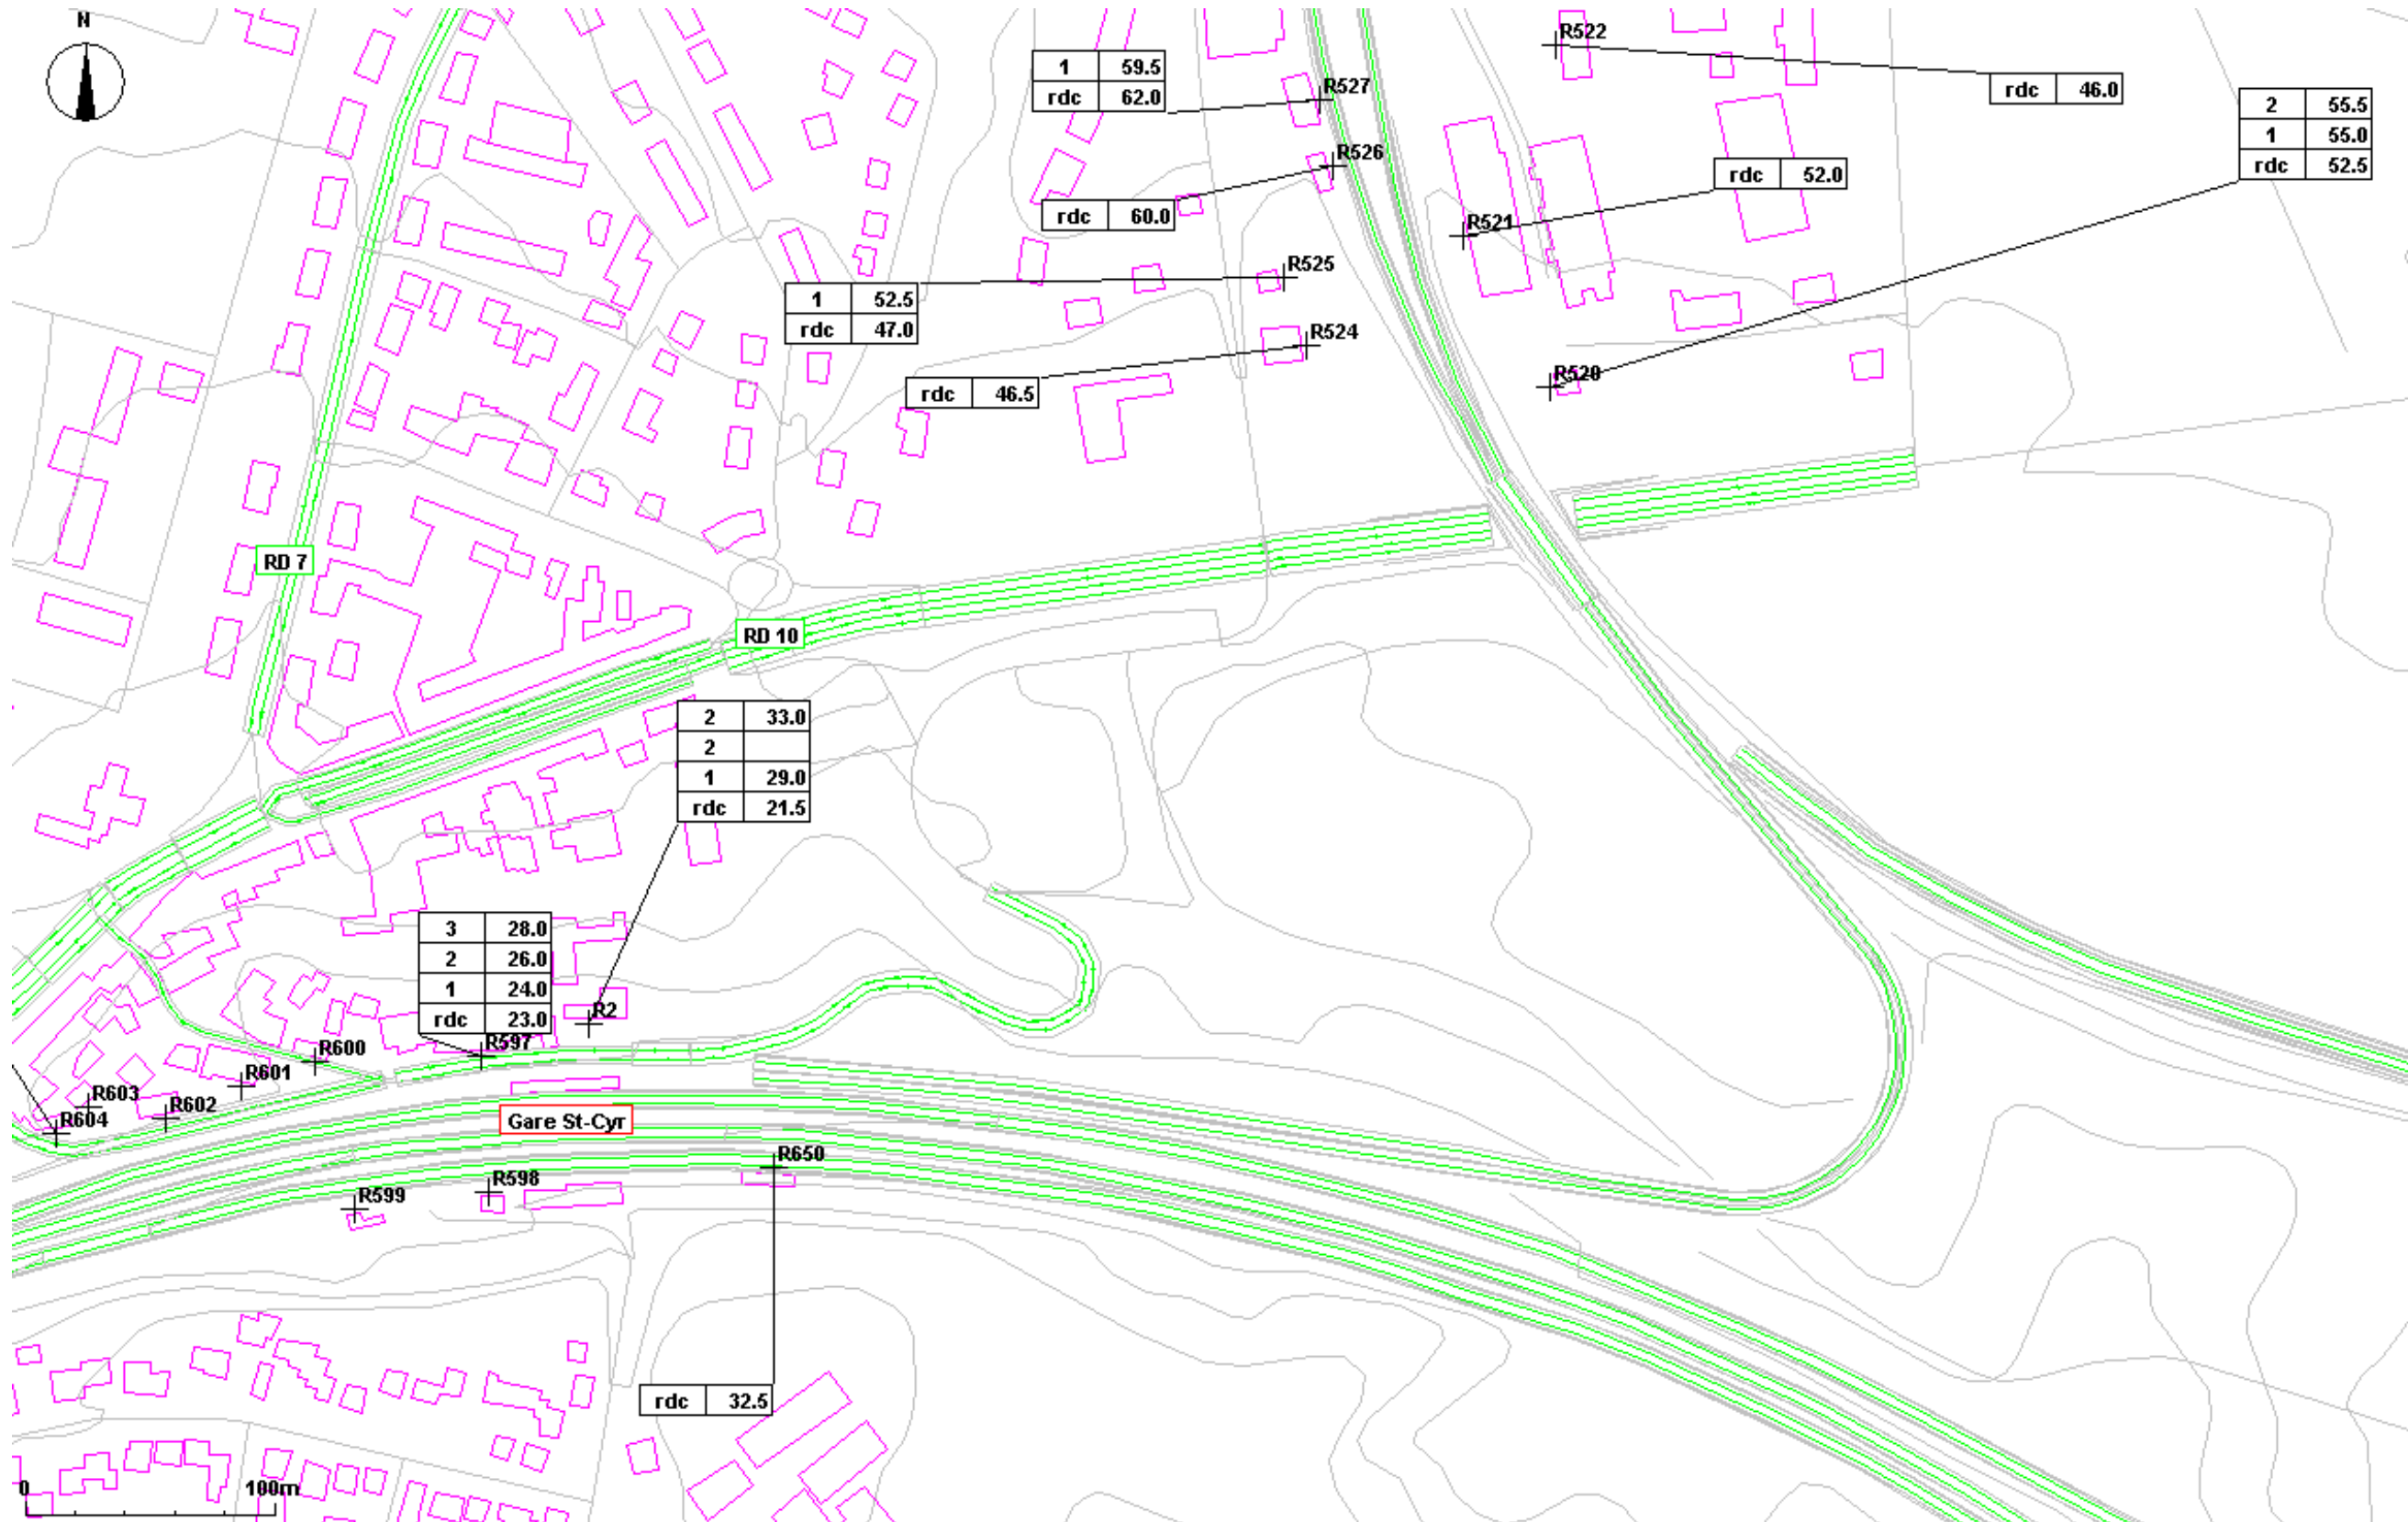 N
R522
1 59.5
rdc 62.0
R527
rdc 46.0
2 55.5
1 55.0
rdc 52.5
R526
rdc 52.0
rdc 60.0
R521
R525
1 52.5
rdc 47.0
R524
R520
rdc 46.5
RD 7
RD 10
2 33.0
2
1 29.0
rdc 21.5
3 28.0
2 26.0
1 24.0
rdc 23.0
R2
R597
R600
R601
R603
R602
R604
Gare St-Cyr
R650
R598
R599
rdc 32.5
0 100m